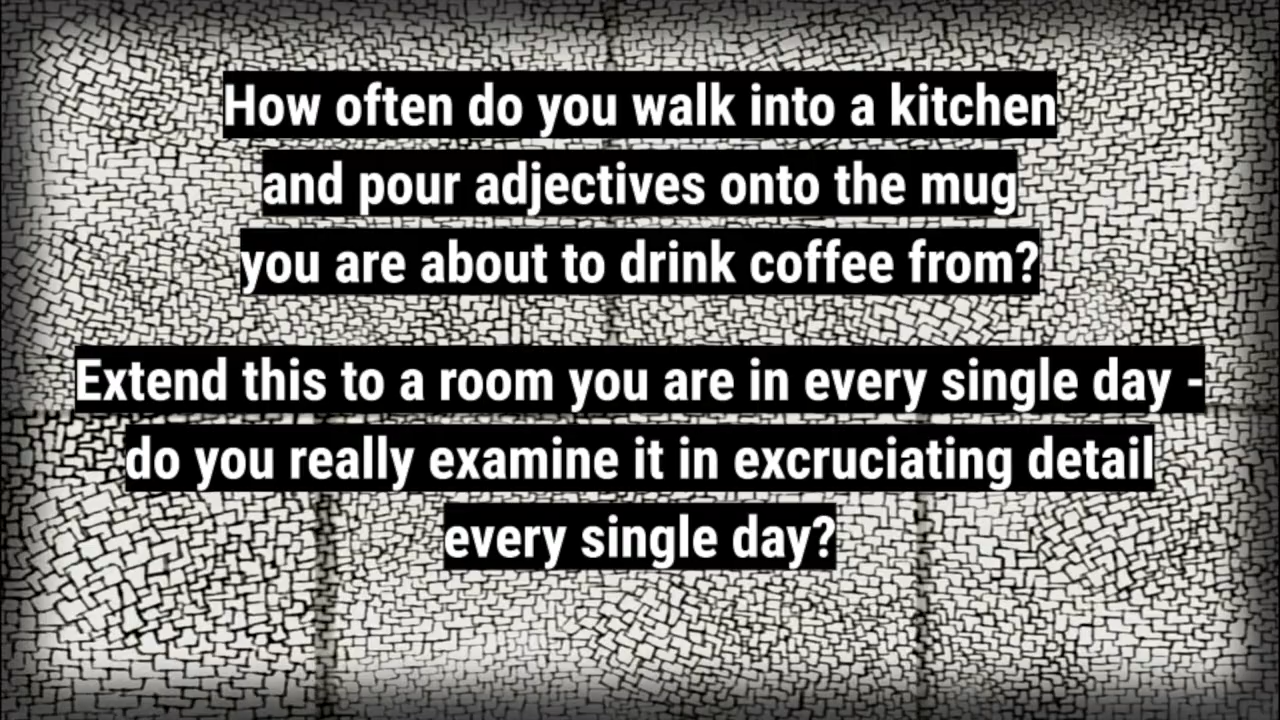 How often do you walk into a kitchen
and pour adjectives onto the mug
you are about to drink coffee from?
Extend this to a room you are in every single day -
do you really examine it in excruciating detail
every single day?